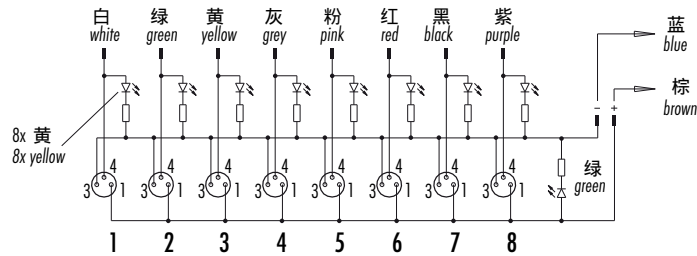 白 绿 黄 灰 粉 红 黑 紫
white green yellow grey pink red black purple
蓝
blue
棕
brown
− +
8x 黄
8x yellow
4 4 4 4 4 4 4 4
3 1 3 1 3 1 3 1 3 1 3 1 3 1 3 1
绿
green
1 2 3 4 5 6 7 8